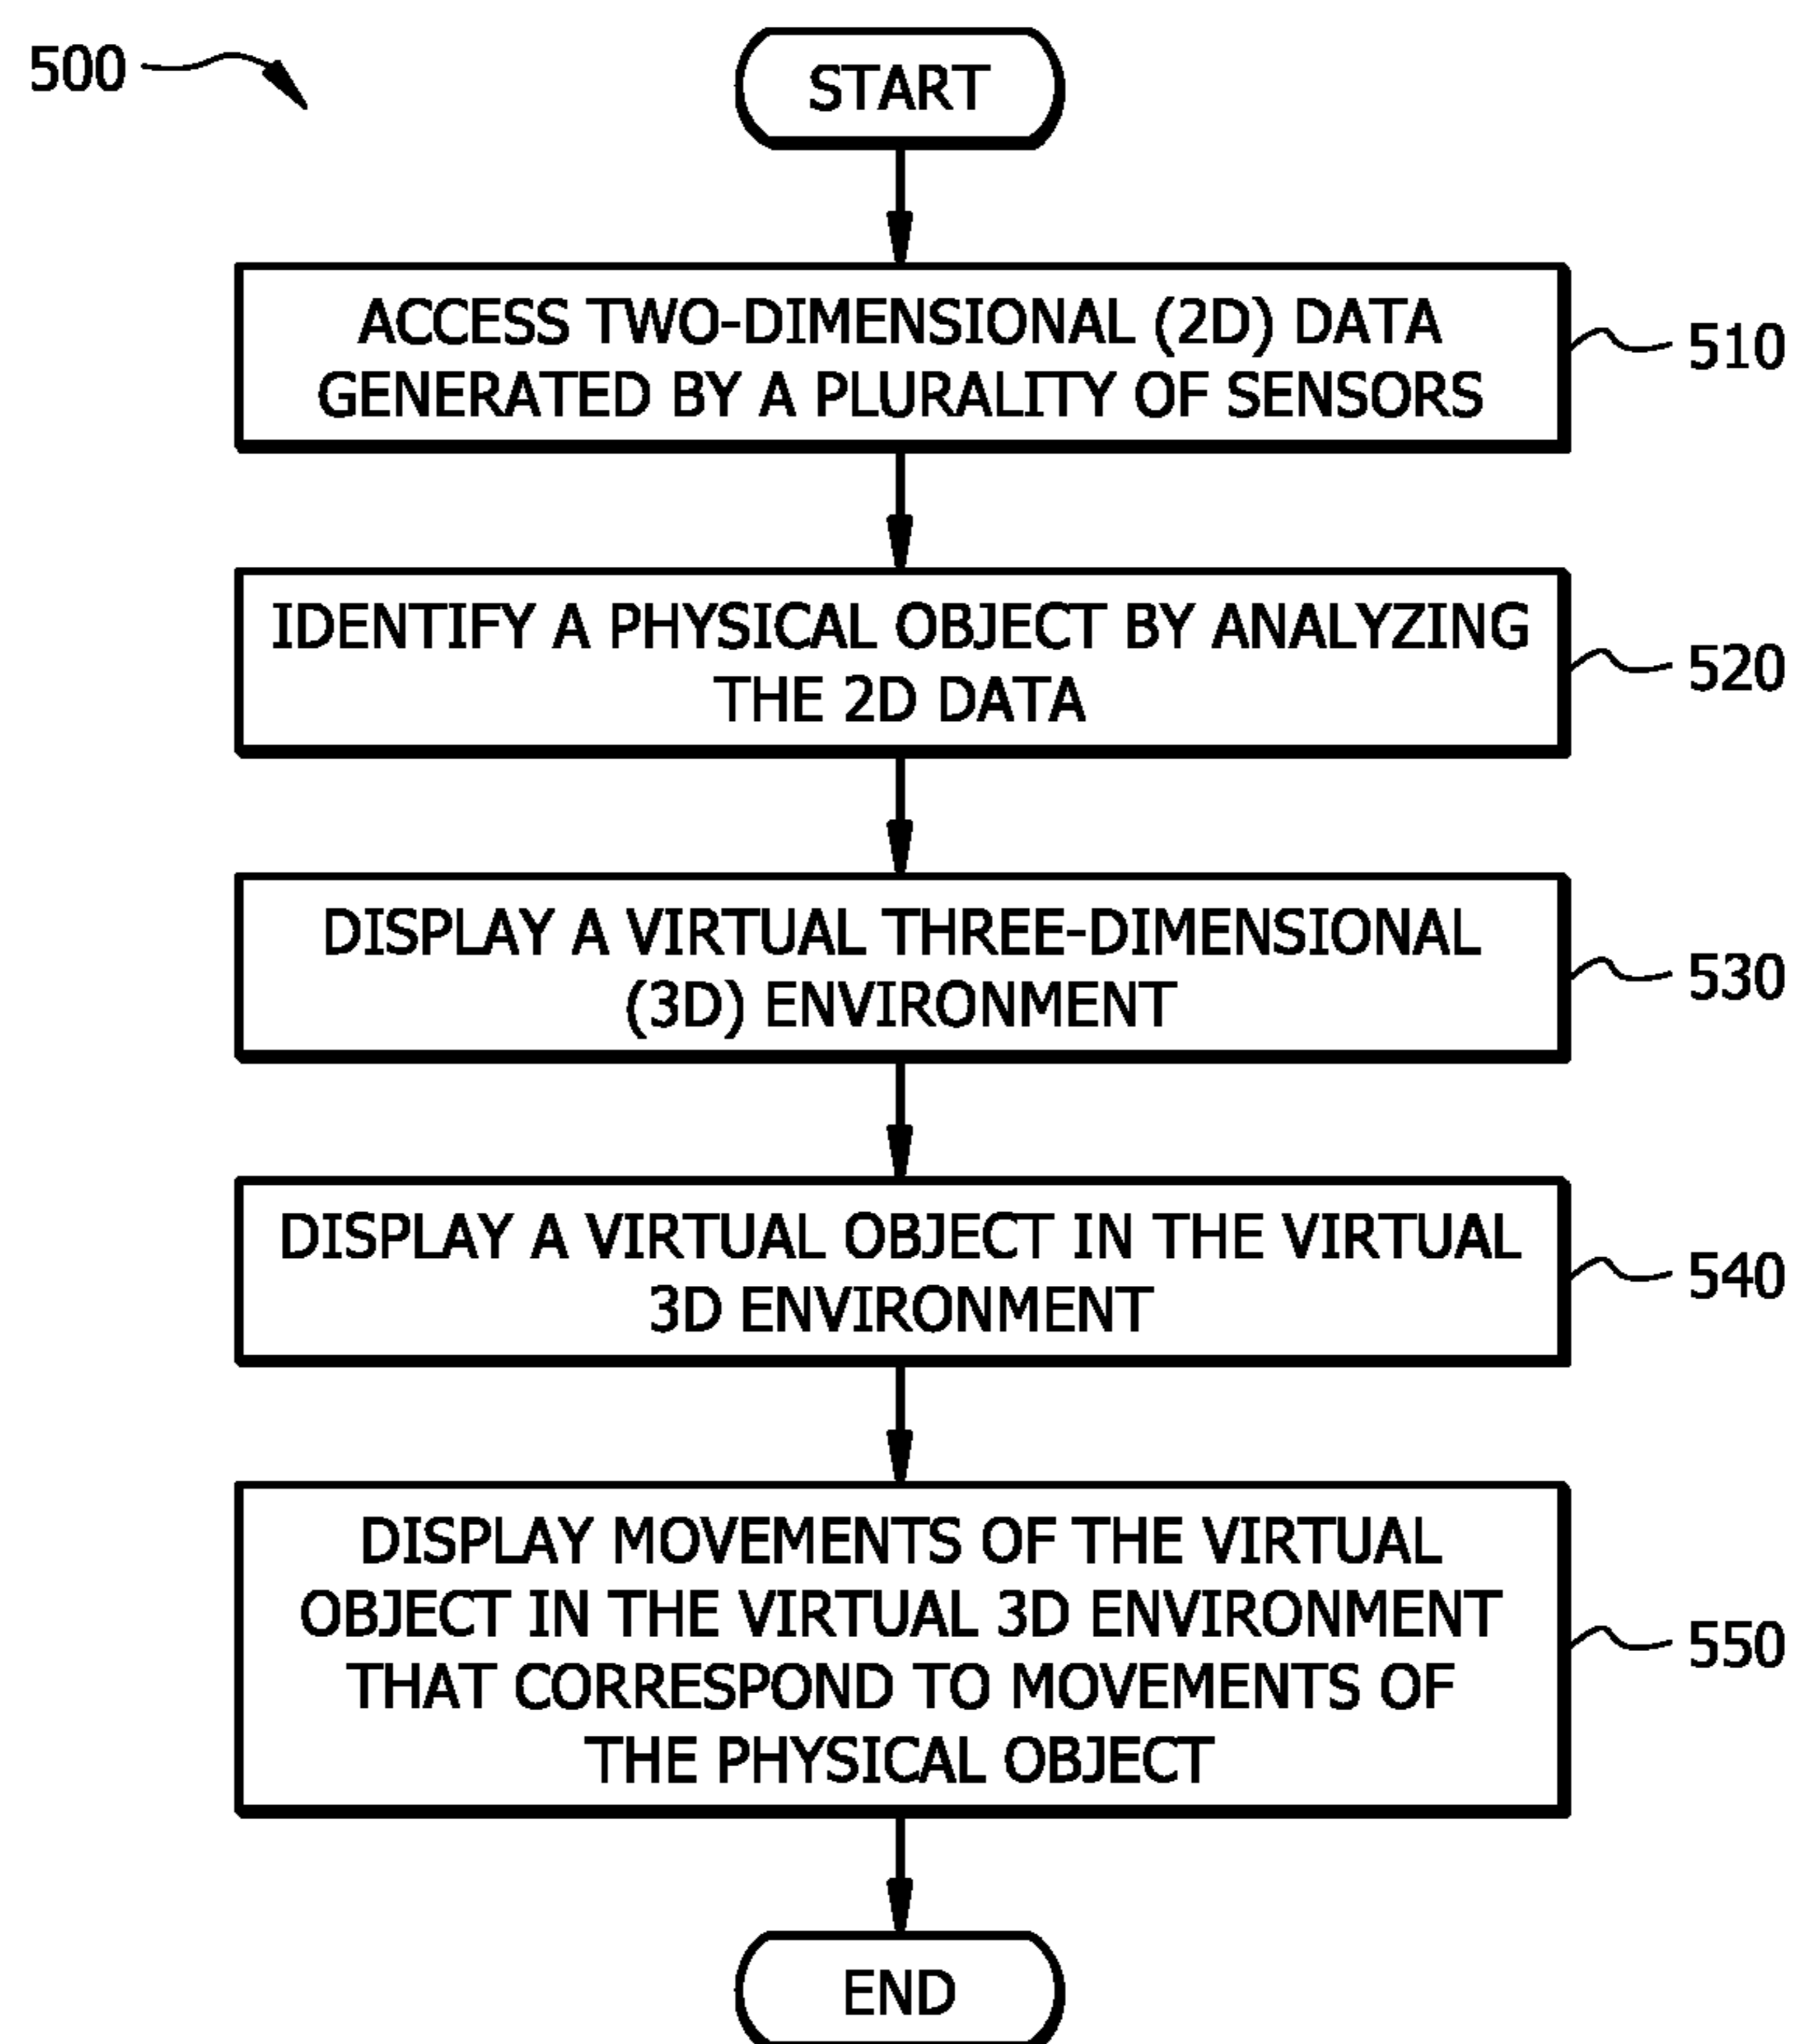 500
START
ACCESS TWO-DIMENSIONAL (2D) DATA
GENERATED BY A PLURALITY OF SENSORS
510
IDENTIFY A PHYSICAL OBJECT BY ANALYZING
THE 2D DATA
520
DISPLAY A VIRTUAL THREE-DIMENSIONAL
(3D) ENVIRONMENT
530
DISPLAY A VIRTUAL OBJECT IN THE VIRTUAL
3D ENVIRONMENT
540
DISPLAY MOVEMENTS OF THE VIRTUAL
OBJECT IN THE VIRTUAL 3D ENVIRONMENT
THAT CORRESPOND TO MOVEMENTS OF
THE PHYSICAL OBJECT
550
END